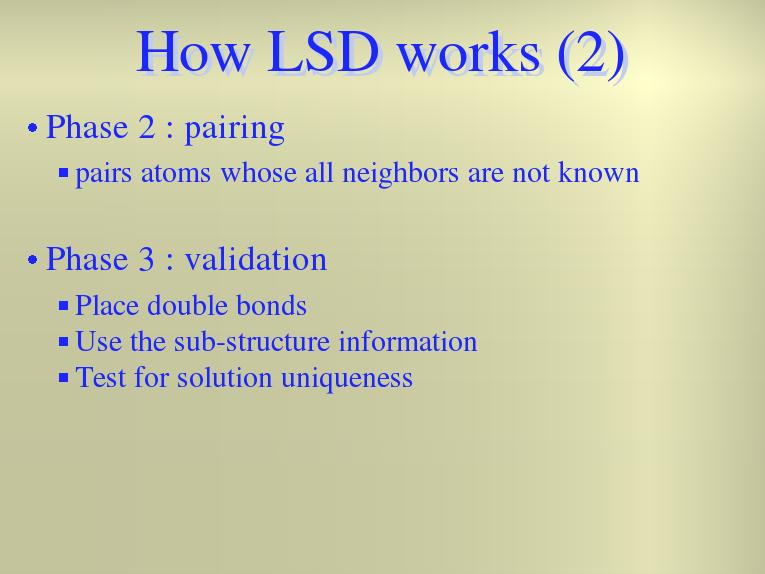 How LSD works (2)
• Phase 2 : pairing
▪ pairs atoms whose all neighbors are not known
• Phase 3 : validation
▪ Place double bonds
▪ Use the sub-structure information
▪ Test for solution uniqueness